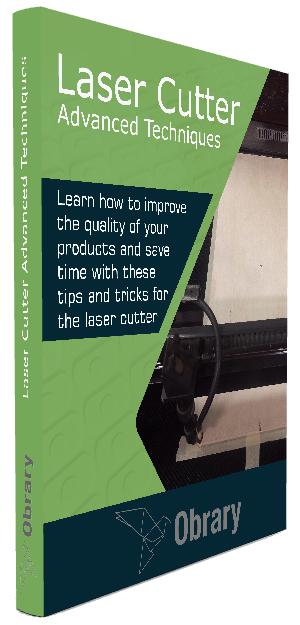 Laser Cutter
Advanced Techniques
Learn how to improve
the quality of your
products and save
time with these
tips and tricks for
the laser cutter
Obrary
Laser Cutter Advanced Techniques
Obrary